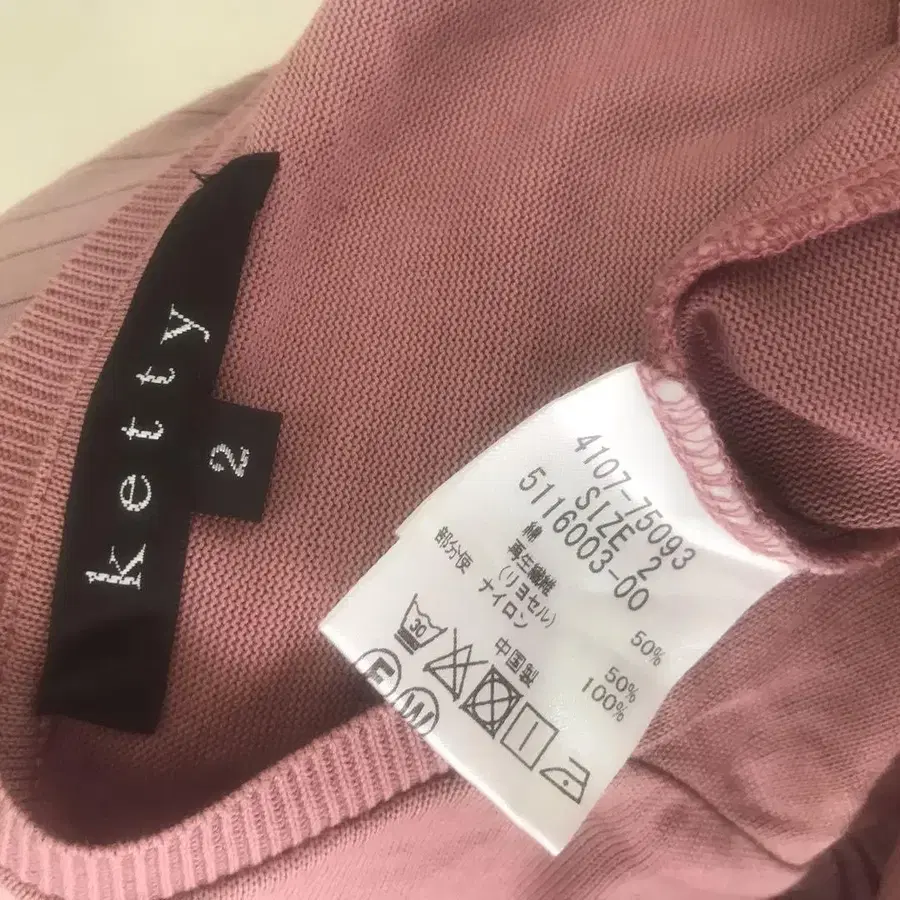 ketty
2
4107-75093
SIZE 2
5116003-00
綿 50%
再生繊維
(リヨセル) 50%
部分使 ナイロン 100%
中国製
30
F
W